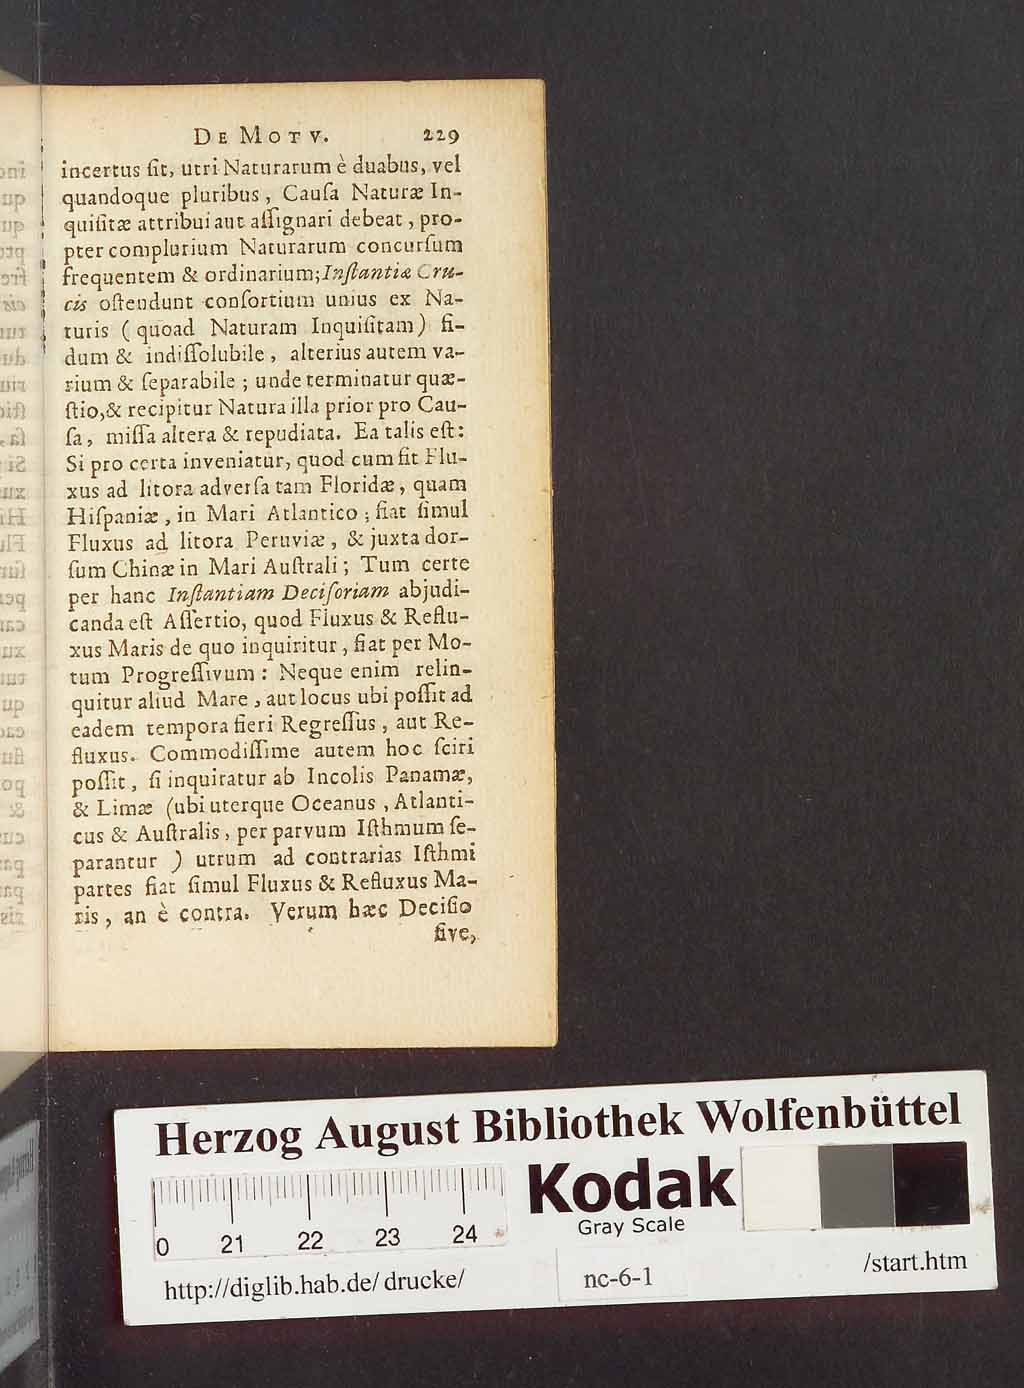 DE MOTV. 229
incertus ſit, utri Naturarum è duabus, vel
quandoque pluribus, Cauſa Naturæ In-
quiſitæ attribui aut aſſignari debeat, pro-
pter complurium Naturarum concurſum
frequentem & ordinarium; Inſtantiæ Cru-
cis oſtendunt conſortium unius ex Na-
turis (quoad Naturam Inquiſitam) fi-
dum & indiſſolubile, alterius autem va-
rium & ſeparabile; unde terminatur quæ-
ſtio, & recipitur Natura illa prior pro Cau-
ſa, miſſa altera & repudiata. Ea talis eſt:
Si pro certa inveniatur, quod cum ſit Flu-
xus ad litora adverſa tam Floridæ, quam
Hiſpaniæ, in Mari Atlantico; fiat ſimul
Fluxus ad litora Peruviæ, & juxta dor-
ſum Chinæ in Mari Auſtrali; Tum certe
per hanc Inſtantiam Deciſoriam abjudi-
canda eſt Aſſertio, quod Fluxus & Reflu-
xus Maris de quo inquiritur, fiat per Mo-
tum Progreſſivum: Neque enim relin-
quitur aliud Mare, aut locus ubi poſſit ad
eadem tempora fieri Regreſſus, aut Re-
fluxus. Commodiſſime autem hoc ſciri
poſſit, ſi inquiratur ab Incolis Panamæ,
& Limæ (ubi uterque Oceanus, Atlanti-
cus & Auſtralis, per parvum Iſthmum ſe-
parantur) utrum ad contrarias Iſthmi
partes fiat ſimul Fluxus & Refluxus Ma-
ris, an è contra. Verum hæc Deciſio
ſive,
Herzog August Bibliothek Wolfenbüttel
Kodak
Gray Scale
0 21 22 23 24
http://diglib.hab.de/drucke/ nc-6-1 /start.htm